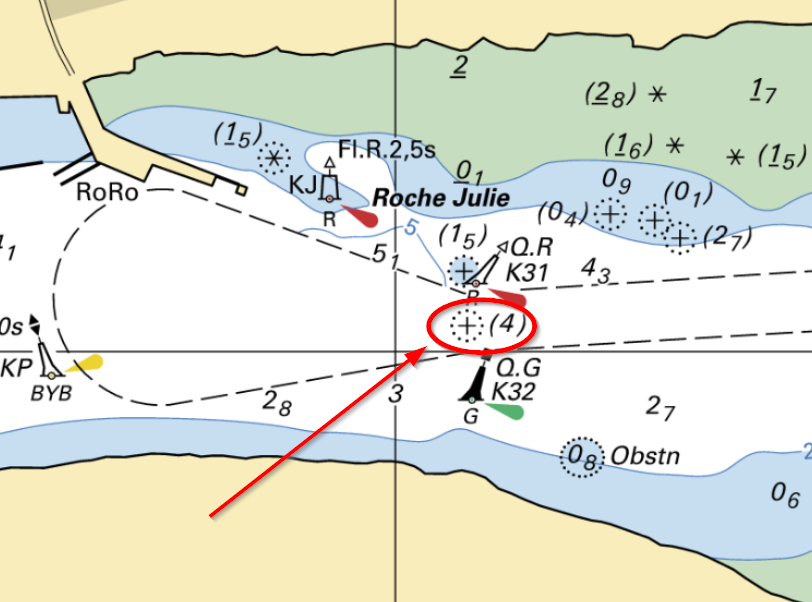 2
(2₈)
1₇
(1₅)
Fl.R.2,5s
(1₆)
(1₅)
0₁
0₉
(0₁)
RoRo
KJ
Roche Julie
R
(0₄)
(2₇)
5
(1₅)
Q.R
5₁
K31
4₃
R
(4)
0s
KP
BYB
Q.G
K32
2₈
3
G
2₇
0₈ Obstn
0₆